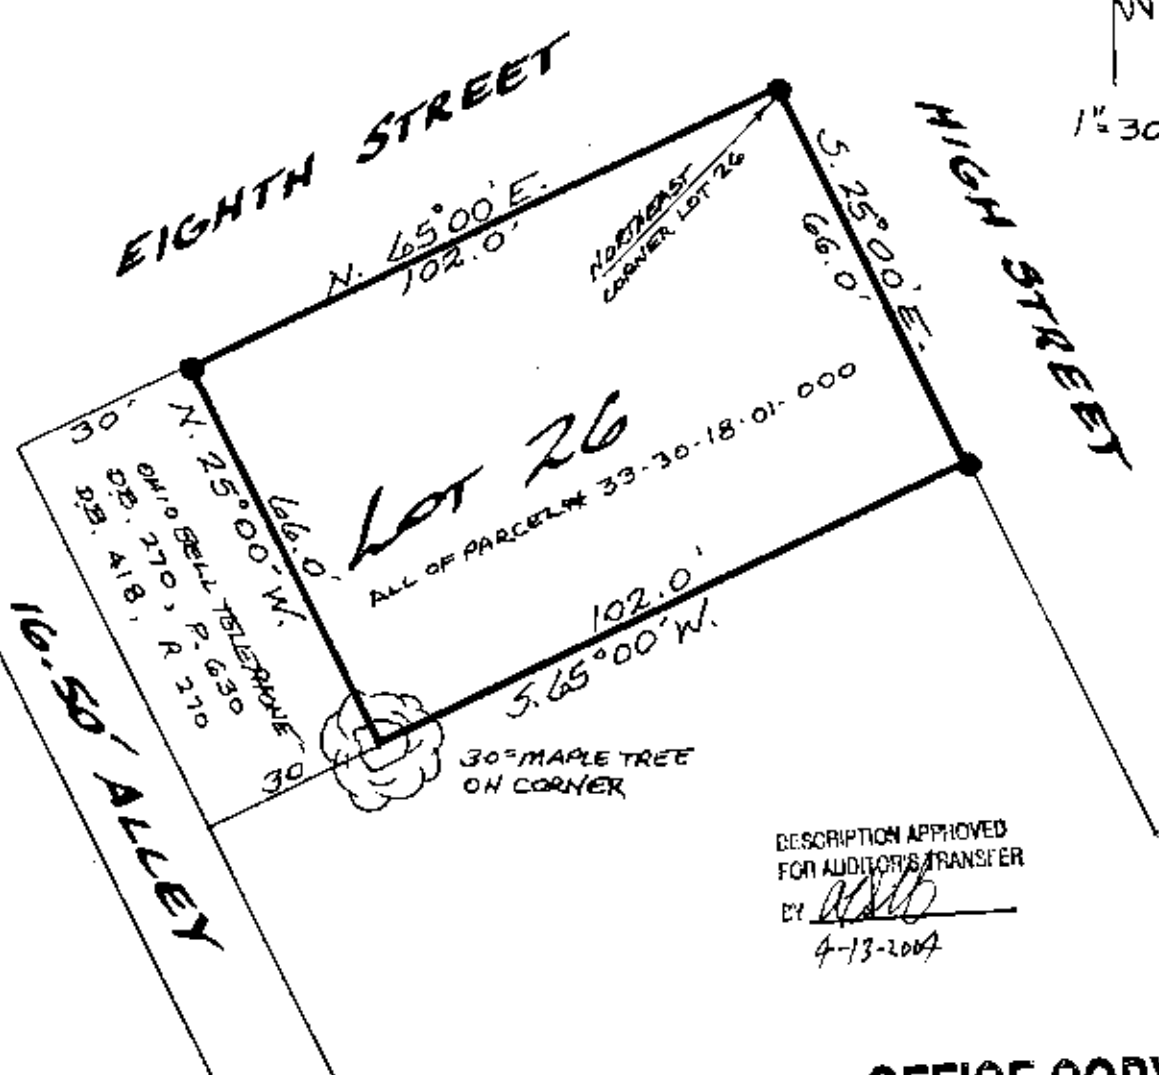 1"= 30
EIGHTH STREET
N. 65°00' E.
102.0'
NORTHEAST
CORNER LOT 26
S. 25°00' E.
66.0'
HIGH STREET
30'
N. 25°00' W.
66.0'
OHIO BELL TELEPHONE
D.B. 270, P. 630
D.B. 418, P. 270
LOT 26
ALL OF PARCEL# 33-30-18-01-000
102.0'
S. 65°00' W.
16.50' ALLEY
30
30" MAPLE TREE
ON CORNER
DESCRIPTION APPROVED
FOR AUDITOR'S TRANSFER
BY
4-13-2004